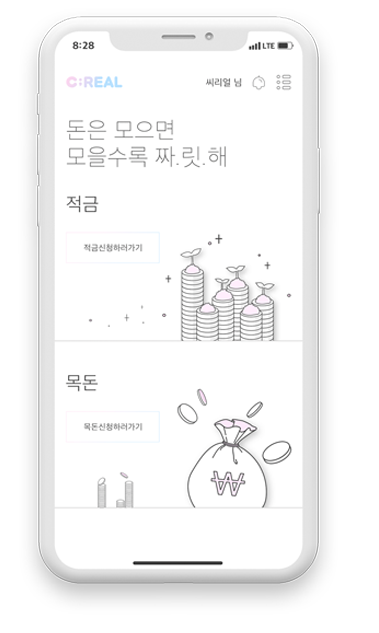 8:28
LTE
C:REAL
씨리얼 님
돈은 모으면
모을수록 짜.릿.해
적금
적금신청하러가기
목돈
목돈신청하러가기
₩